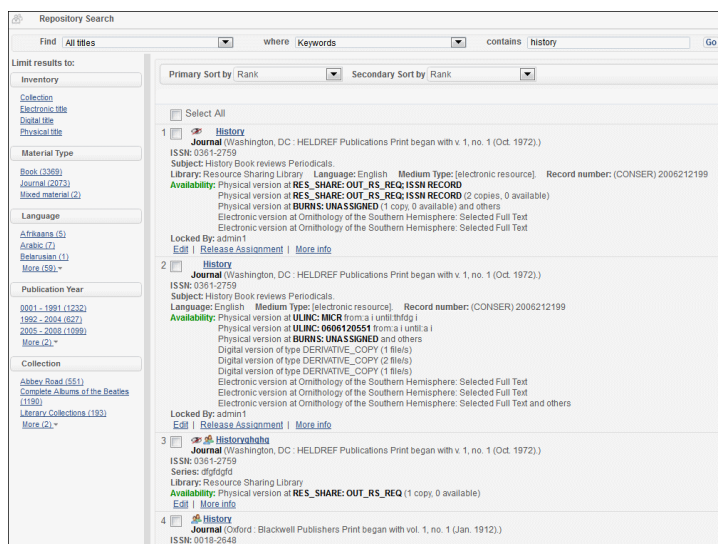 Repository Search
Find All titles where Keywords contains history Go
Limit results to:
Inventory
Collection
Electronic title
Digital title
Physical title
Material Type
Book (3369)
Journal (2073)
Mixed material (2)
Language
Afrikaans (5)
Arabic (7)
Belarusian (1)
More (59)
Publication Year
0001 - 1991 (1232)
1992 - 2004 (627)
2005 - 2008 (1099)
More (2)
Collection
Abbey Road (551)
Complete Albums of the Beatles
(1190)
Literary Collections (193)
More (2)
Primary Sort by Rank Secondary Sort by Rank
Select All
1 History
Journal (Washington, DC : HELDREF Publications Print began with v. 1, no. 1 (Oct. 1972).)
ISSN: 0361-2759
Subject: History Book reviews Periodicals.
Library: Resource Sharing Library Language: English Medium Type: [electronic resource]. Record number: (CONSER) 2006212199
Availability: Physical version at RES_SHARE: OUT_RS_REQ; ISSN RECORD
Physical version at RES_SHARE: OUT_RS_REQ; ISSN RECORD (2 copies, 0 available)
Physical version at BURNS: UNASSIGNED (1 copy, 0 available) and others
Electronic version at Ornithology of the Southern Hemisphere: Selected Full Text
Electronic version at Ornithology of the Southern Hemisphere: Selected Full Text
Locked By: admin1
Edit | Release Assignment | More info
2 History
Journal (Washington, DC : HELDREF Publications Print began with v. 1, no. 1 (Oct. 1972).)
ISSN: 0361-2759
Subject: History Book reviews Periodicals.
Language: English Medium Type: [electronic resource]. Record number: (CONSER) 2006212199
Availability: Physical version at ULINC: MICR from:a i until:thfdg i
Physical version at ULINC: 0606120551 from:a i until:a i
Physical version at BURNS: UNASSIGNED and others
Digital version of type DERIVATIVE_COPY (1 file/s)
Digital version of type DERIVATIVE_COPY (2 file/s)
Digital version of type DERIVATIVE_COPY (1 file/s)
Electronic version at Ornithology of the Southern Hemisphere: Selected Full Text
Electronic version at Ornithology of the Southern Hemisphere: Selected Full Text
Electronic version at Ornithology of the Southern Hemisphere: Selected Full Text and others
Locked By: admin1
Edit | Release Assignment | More info
3 Historyghghg
Journal (Washington, DC : HELDREF Publications Print began with v. 1, no. 1 (Oct. 1972).)
ISSN: 0361-2759
Series: dfgfdgfd
Library: Resource Sharing Library
Availability: Physical version at RES_SHARE: OUT_RS_REQ (1 copy, 0 available)
Edit | More info
4 History
Journal (Oxford : Blackwell Publishers Print began with vol. 1, no. 1 (Jan. 1912).)
ISSN: 0018-2648